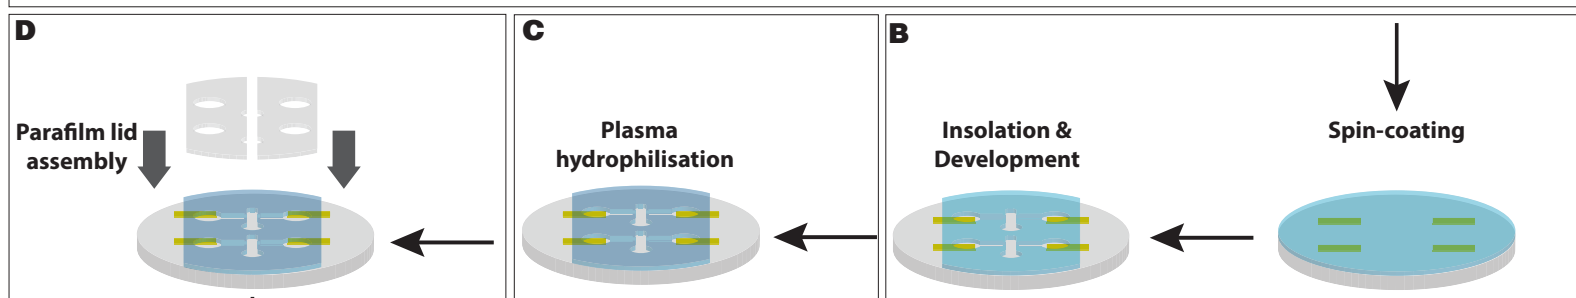 D
Parafilm lid
assembly
C
Plasma
hydrophilisation
B
Insolation &
Development
Spin-coating